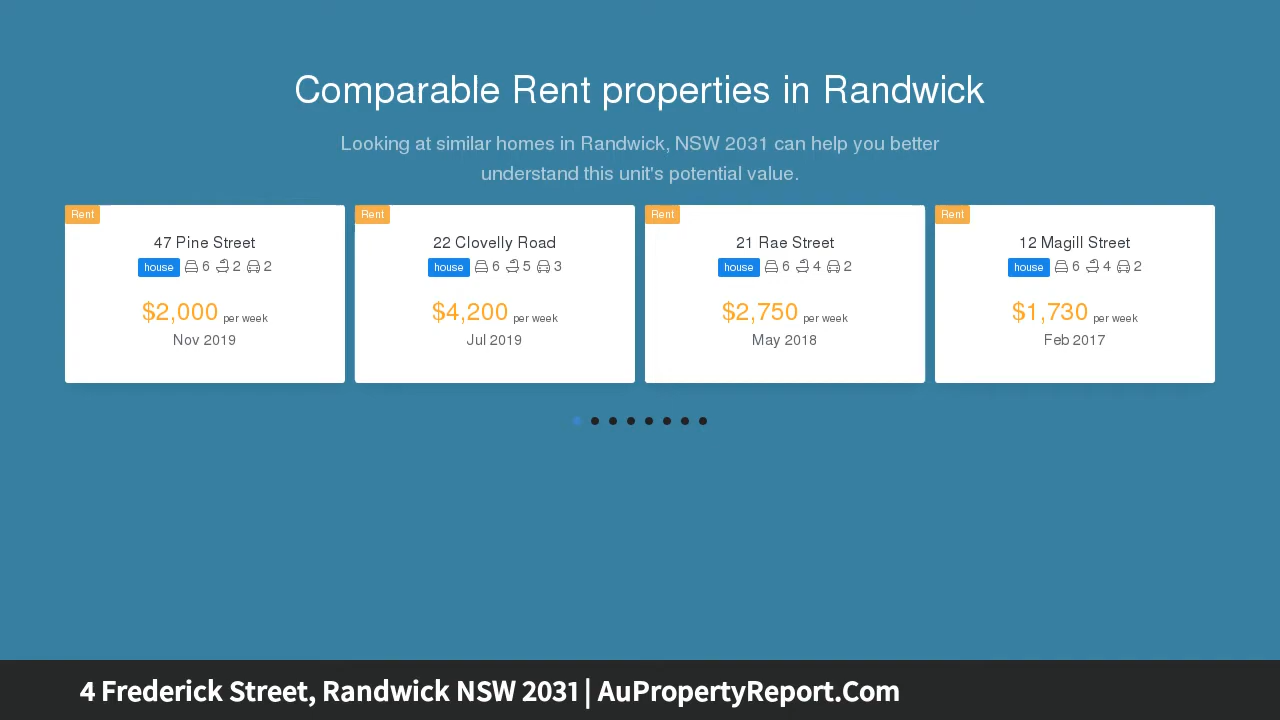 Comparable Rent properties in Randwick
Looking at similar homes in Randwick, NSW 2031 can help you better
understand this unit's potential value.
Rent
47 Pine Street
house 6 2 2
$2,000 per week
Nov 2019
Rent
22 Clovelly Road
house 6 5 3
$4,200 per week
Jul 2019
Rent
21 Rae Street
house 6 4 2
$2,750 per week
May 2018
Rent
12 Magill Street
house 6 4 2
$1,730 per week
Feb 2017
4 Frederick Street, Randwick NSW 2031 | AuPropertyReport.Com